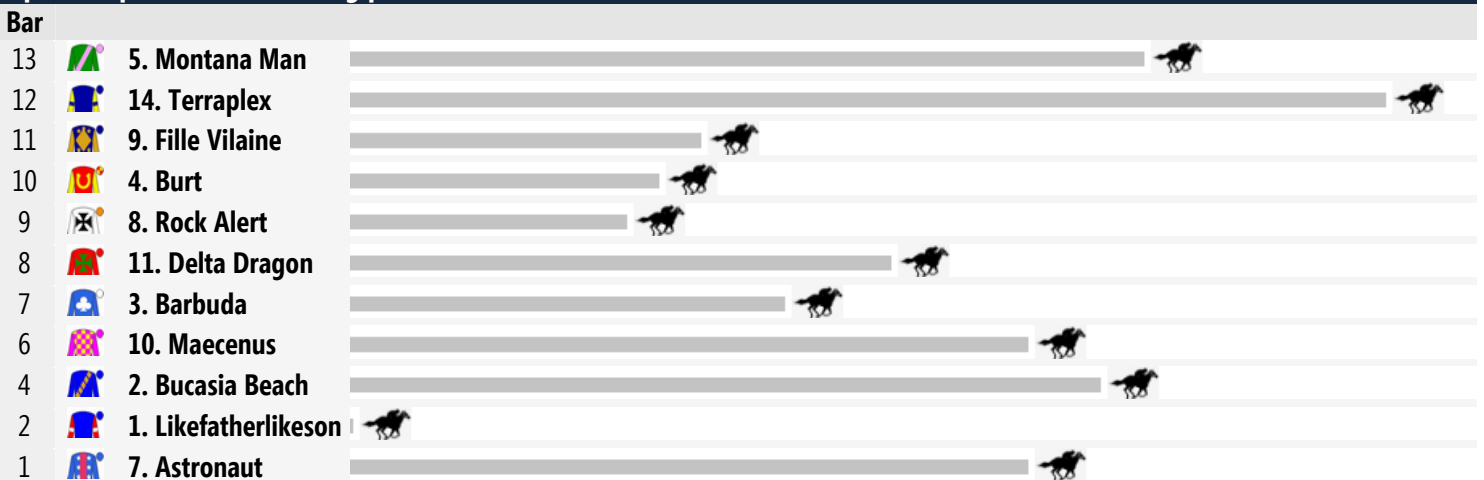 Bar
13 5. Montana Man
12 14. Terraplex
11 9. Fille Vilaine
10 4. Burt
9 8. Rock Alert
8 11. Delta Dragon
7 3. Barbuda
6 10. Maecenus
4 2. Bucasia Beach
2 1. Likefatherlikeson
1 7. Astronaut